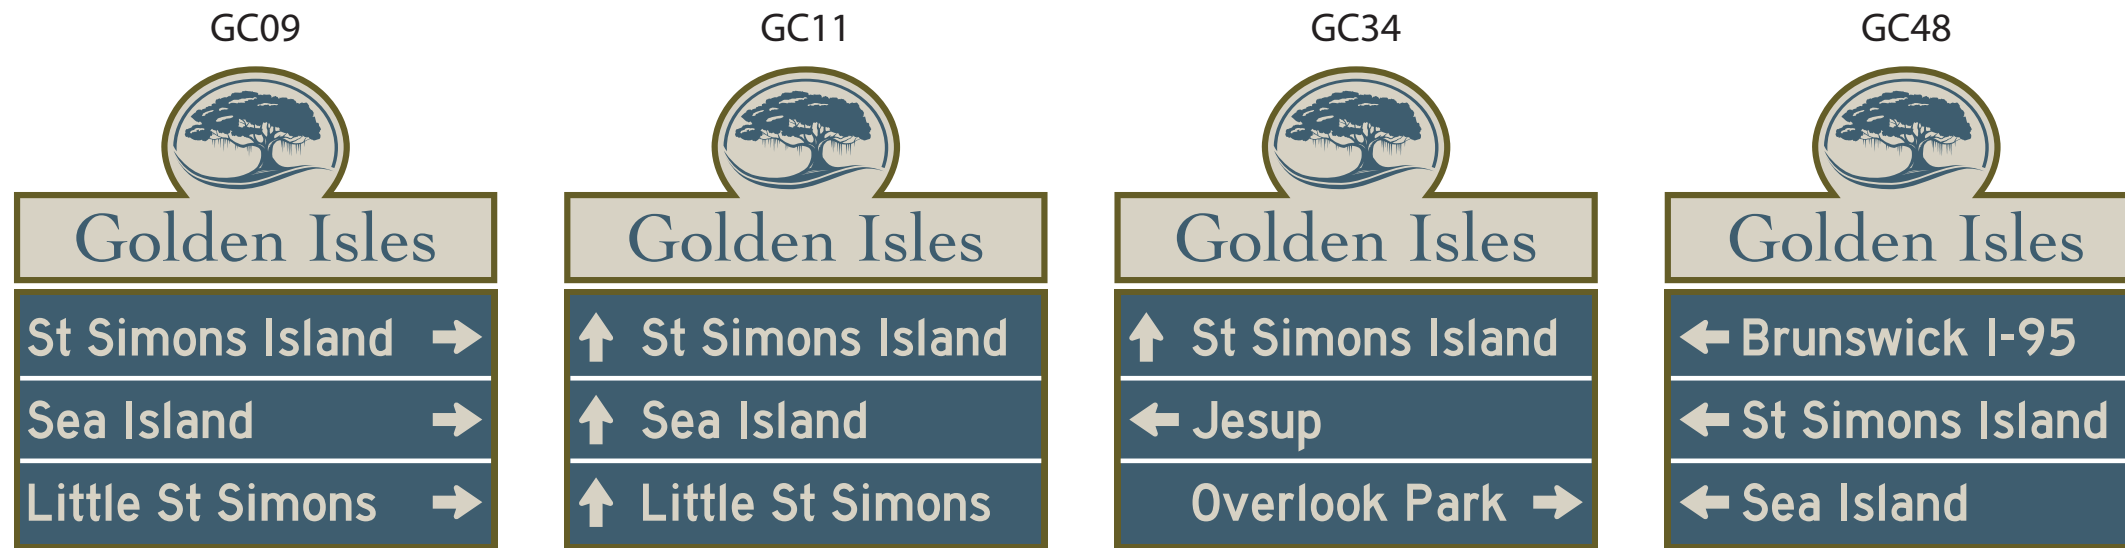 GC09
Golden Isles
St Simons Island
Sea Island
Little St Simons
GC11
Golden Isles
St Simons Island
Sea Island
Little St Simons
GC34
Golden Isles
St Simons Island
Jesup
Overlook Park
GC48
Golden Isles
Brunswick I-95
St Simons Island
Sea Island